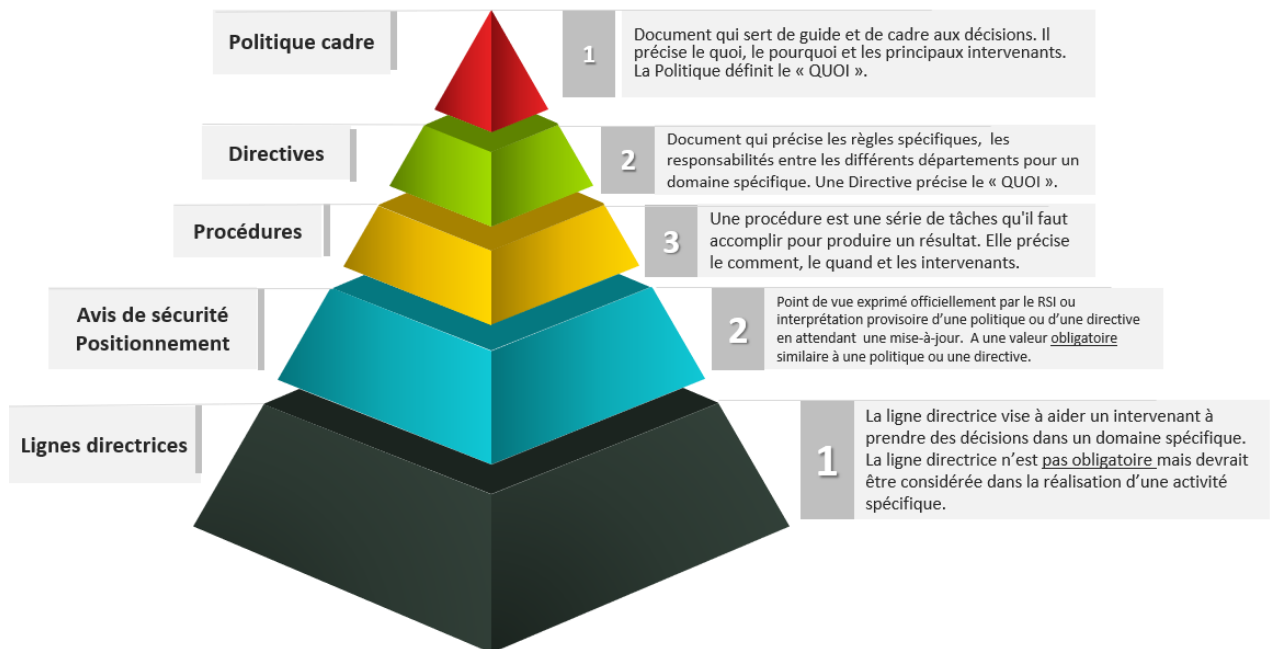 Politique cadre
1
Document qui sert de guide et de cadre aux décisions. Il
précise le quoi, le pourquoi et les principaux intervenants.
La Politique définit le « QUOI ».
Directives
2
Document qui précise les règles spécifiques, les
responsabilités entre les différents départements pour un
domaine spécifique. Une Directive précise le « QUOI ».
Procédures
3
Une procédure est une série de tâches qu'il faut
accomplir pour produire un résultat. Elle précise
le comment, le quand et les intervenants.
Avis de sécurité
Positionnement
2
Point de vue exprimé officiellement par le RSI ou
interprétation provisoire d’une politique ou d’une directive
en attendant une mise-à-jour. A une valeur obligatoire
similaire à une politique ou une directive.
Lignes directrices
1
La ligne directrice vise à aider un intervenant à
prendre des décisions dans un domaine spécifique.
La ligne directrice n’est pas obligatoire mais devrait
être considérée dans la réalisation d’une activité
spécifique.